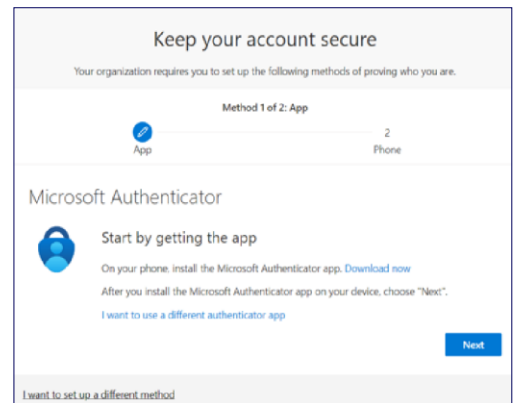 Keep your account secure
Your organization requires you to set up the following methods of proving who you are.
Method 1 of 2: App
App
2
Phone
Microsoft Authenticator
Start by getting the app
On your phone, install the Microsoft Authenticator app. Download now
After you install the Microsoft Authenticator app on your device, choose "Next".
I want to use a different authenticator app
Next
I want to set up a different method